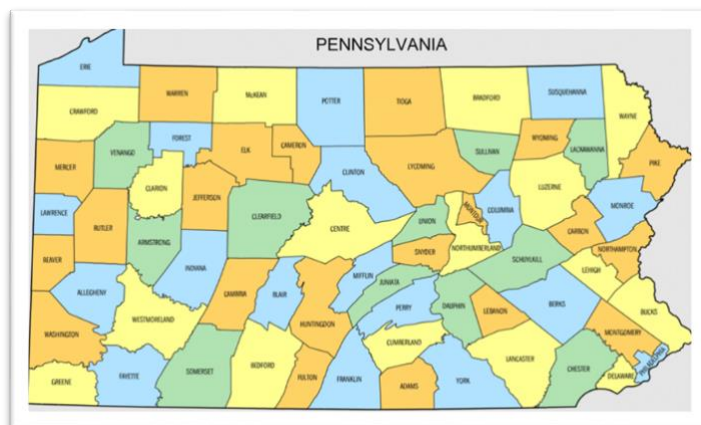 PENNSYLVANIA
ERIE
WARREN
McKEAN
POTTER
TIOGA
BRADFORD
SUSQUEHANNA
WAYNE
CRAWFORD
FOREST
ELK
CAMERON
SULLIVAN
WYOMING
LACKAWANNA
PIKE
MERCER
VENANGO
CLINTON
LYCOMING
LUZERNE
CLARION
JEFFERSON
CLEARFIELD
CENTRE
UNION
MONTOUR
COLUMBIA
MONROE
LAWRENCE
BUTLER
ARMSTRONG
SNYDER
NORTHUMBERLAND
CARBON
NORTHAMPTON
BEAVER
INDIANA
MIFFLIN
JUNIATA
SCHUYLKILL
LEHIGH
ALLEGHENY
CAMBRIA
BLAIR
HUNTINGDON
PERRY
DAUPHIN
LEBANON
BERKS
BUCKS
WASHINGTON
WESTMORELAND
CUMBERLAND
MONTGOMERY
GREENE
FAYETTE
SOMERSET
BEDFORD
FULTON
FRANKLIN
ADAMS
YORK
LANCASTER
CHESTER
DELAWARE
PHILADELPHIA